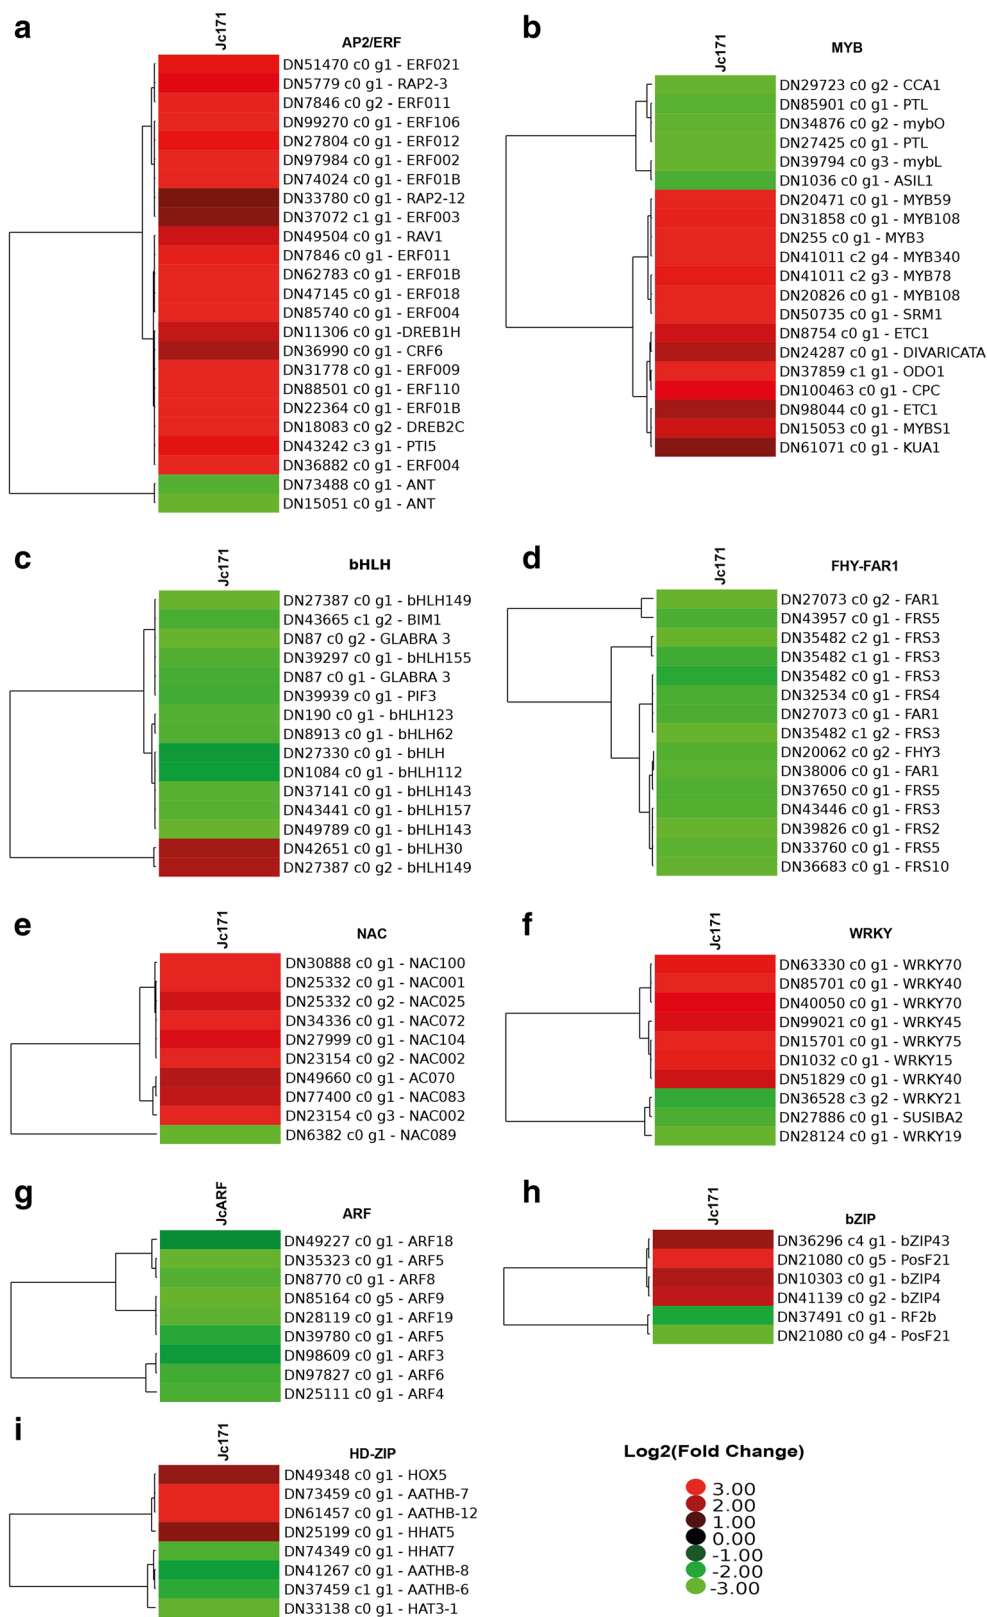 a
Jc171
AP2/ERF
DN51470 c0 g1 - ERF021
DN5779 c0 g1 - RAP2-3
DN7846 c0 g2 - ERF011
DN99270 c0 g1 - ERF106
DN27804 c0 g1 - ERF012
DN97984 c0 g1 - ERF002
DN74024 c0 g1 - ERF01B
DN33780 c0 g1 - RAP2-12
DN37072 c1 g1 - ERF003
DN49504 c0 g1 - RAV1
DN7846 c0 g1 - ERF011
DN62783 c0 g1 - ERF01B
DN47145 c0 g1 - ERF018
DN85740 c0 g1 - ERF004
DN11306 c0 g1 -DREB1H
DN36990 c0 g1 - CRF6
DN31778 c0 g1 - ERF009
DN88501 c0 g1 - ERF110
DN22364 c0 g1 - ERF01B
DN18083 c0 g2 - DREB2C
DN43242 c3 g1 - PTI5
DN36882 c0 g1 - ERF004
DN73488 c0 g1 - ANT
DN15051 c0 g1 - ANT
b
Jc171
MYB
DN29723 c0 g2 - CCA1
DN85901 c0 g1 - PTL
DN34876 c0 g2 - mybO
DN27425 c0 g1 - PTL
DN39794 c0 g3 - mybL
DN1036 c0 g1 - ASIL1
DN20471 c0 g1 - MYB59
DN31858 c0 g1 - MYB108
DN255 c0 g1 - MYB3
DN41011 c2 g4 - MYB340
DN41011 c2 g3 - MYB78
DN20826 c0 g1 - MYB108
DN50735 c0 g1 - SRM1
DN8754 c0 g1 - ETC1
DN24287 c0 g1 - DIVARICATA
DN37859 c1 g1 - ODO1
DN100463 c0 g1 - CPC
DN98044 c0 g1 - ETC1
DN15053 c0 g1 - MYBS1
DN61071 c0 g1 - KUA1
c
Jc171
bHLH
DN27387 c0 g1 - bHLH149
DN43665 c1 g2 - BIM1
DN87 c0 g2 - GLABRA 3
DN39297 c0 g1 - bHLH155
DN87 c0 g1 - GLABRA 3
DN39939 c0 g1 - PIF3
DN190 c0 g1 - bHLH123
DN8913 c0 g1 - bHLH62
DN27330 c0 g1 - bHLH
DN1084 c0 g1 - bHLH112
DN37141 c0 g1 - bHLH143
DN43441 c0 g1 - bHLH157
DN49789 c0 g1 - bHLH143
DN42651 c0 g1 - bHLH30
DN27387 c0 g2 - bHLH149
d
Jc171
FHY-FAR1
DN27073 c0 g2 - FAR1
DN43957 c0 g1 - FRS5
DN35482 c2 g1 - FRS3
DN35482 c1 g1 - FRS3
DN35482 c0 g1 - FRS3
DN32534 c0 g1 - FRS4
DN27073 c0 g1 - FAR1
DN35482 c1 g2 - FRS3
DN20062 c0 g2 - FHY3
DN38006 c0 g1 - FAR1
DN37650 c0 g1 - FRS5
DN43446 c0 g1 - FRS3
DN39826 c0 g1 - FRS2
DN33760 c0 g1 - FRS5
DN36683 c0 g1 - FRS10
e
Jc171
NAC
DN30888 c0 g1 - NAC100
DN25332 c0 g1 - NAC001
DN25332 c0 g2 - NAC025
DN34336 c0 g1 - NAC072
DN27999 c0 g1 - NAC104
DN23154 c0 g2 - NAC002
DN49660 c0 g1 - AC070
DN77400 c0 g1 - NAC083
DN23154 c0 g3 - NAC002
DN6382 c0 g1 - NAC089
f
Jc171
WRKY
DN63330 c0 g1 - WRKY70
DN85701 c0 g1 - WRKY40
DN40050 c0 g1 - WRKY70
DN99021 c0 g1 - WRKY45
DN15701 c0 g1 - WRKY75
DN1032 c0 g1 - WRKY15
DN51829 c0 g1 - WRKY40
DN36528 c3 g2 - WRKY21
DN27886 c0 g1 - SUSIBA2
DN28124 c0 g1 - WRKY19
g
JcARF
ARF
DN49227 c0 g1 - ARF18
DN35323 c0 g1 - ARF5
DN8770 c0 g1 - ARF8
DN85164 c0 g5 - ARF9
DN28119 c0 g1 - ARF19
DN39780 c0 g1 - ARF5
DN98609 c0 g1 - ARF3
DN97827 c0 g1 - ARF6
DN25111 c0 g1 - ARF4
h
Jc171
bZIP
DN36296 c4 g1 - bZIP43
DN21080 c0 g5 - PosF21
DN10303 c0 g1 - bZIP4
DN41139 c0 g2 - bZIP4
DN37491 c0 g1 - RF2b
DN21080 c0 g4 - PosF21
i
Jc171
HD-ZIP
DN49348 c0 g1 - HOX5
DN73459 c0 g1 - AATHB-7
DN61457 c0 g1 - AATHB-12
DN25199 c0 g1 - HHAT5
DN74349 c0 g1 - HHAT7
DN41267 c0 g1 - AATHB-8
DN37459 c1 g1 - AATHB-6
DN33138 c0 g1 - HAT3-1
Log2(Fold Change)
3.00
2.00
1.00
0.00
-1.00
-2.00
-3.00